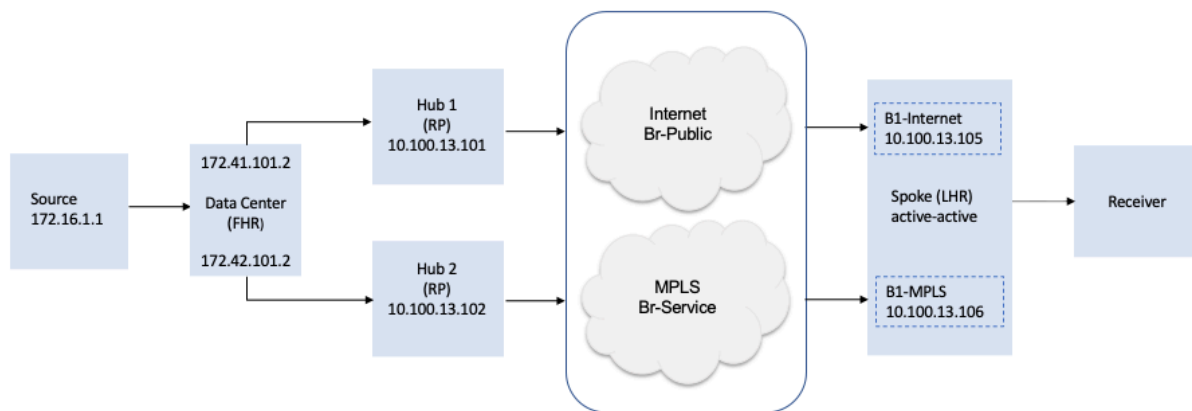 Source
172.16.1.1
172.41.101.2
Data Center
(FHR)
172.42.101.2
Hub 1
(RP)
10.100.13.101
Hub 2
(RP)
10.100.13.102
Internet
Br-Public
MPLS
Br-Service
B1-Internet
10.100.13.105
Spoke (LHR)
active-active
B1-MPLS
10.100.13.106
Receiver